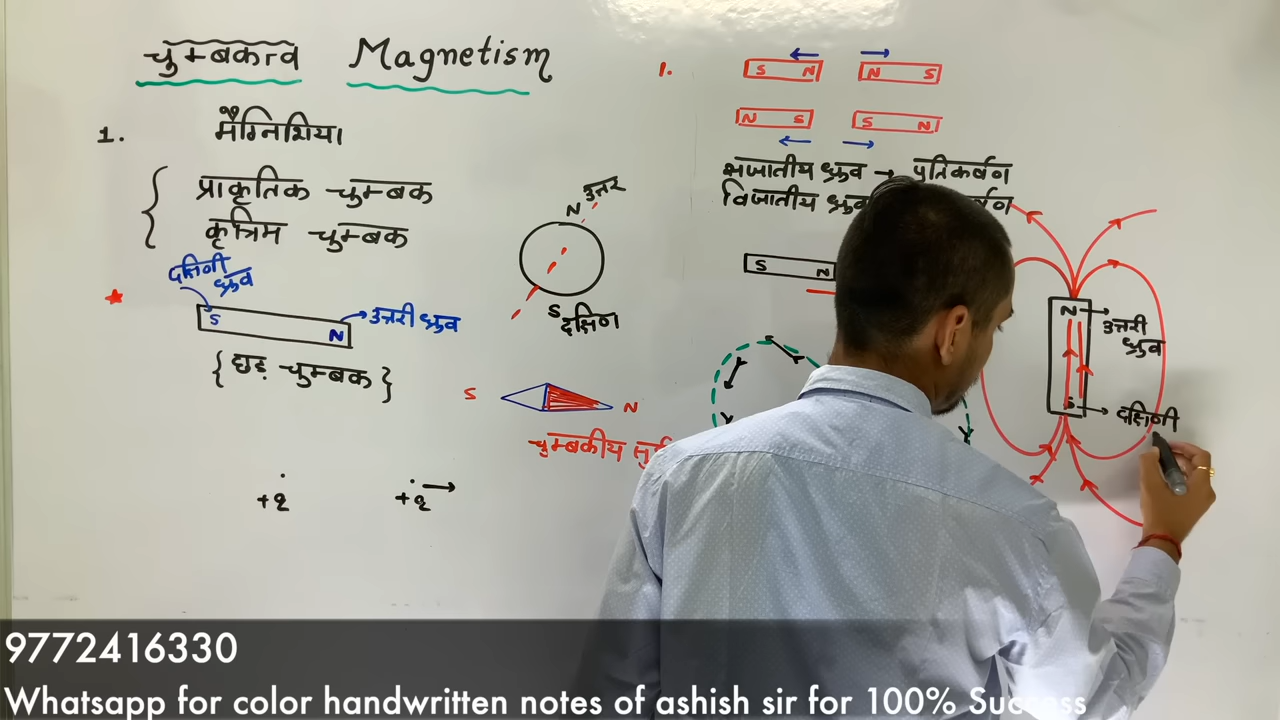 चुम्बकत्व Magnetism
1. मैग्निशिया
प्राकृतिक चुम्बक
कृत्रिम चुम्बक
दक्षिणी
ध्रुव
S N
उत्तरी ध्रुव
{ छड़ चुम्बक }
N उत्तर
S
दक्षिण
S N
चुम्बकीय
+q +q
1. S N N S
N S S N
सजातीय ध्रुव → प्रतिकर्षण
विजातीय ध्रुव
S N
N उत्तरी
ध्रुव
S दक्षिणी
9772416330
Whatsapp for color handwritten notes of ashish sir for 100% Success